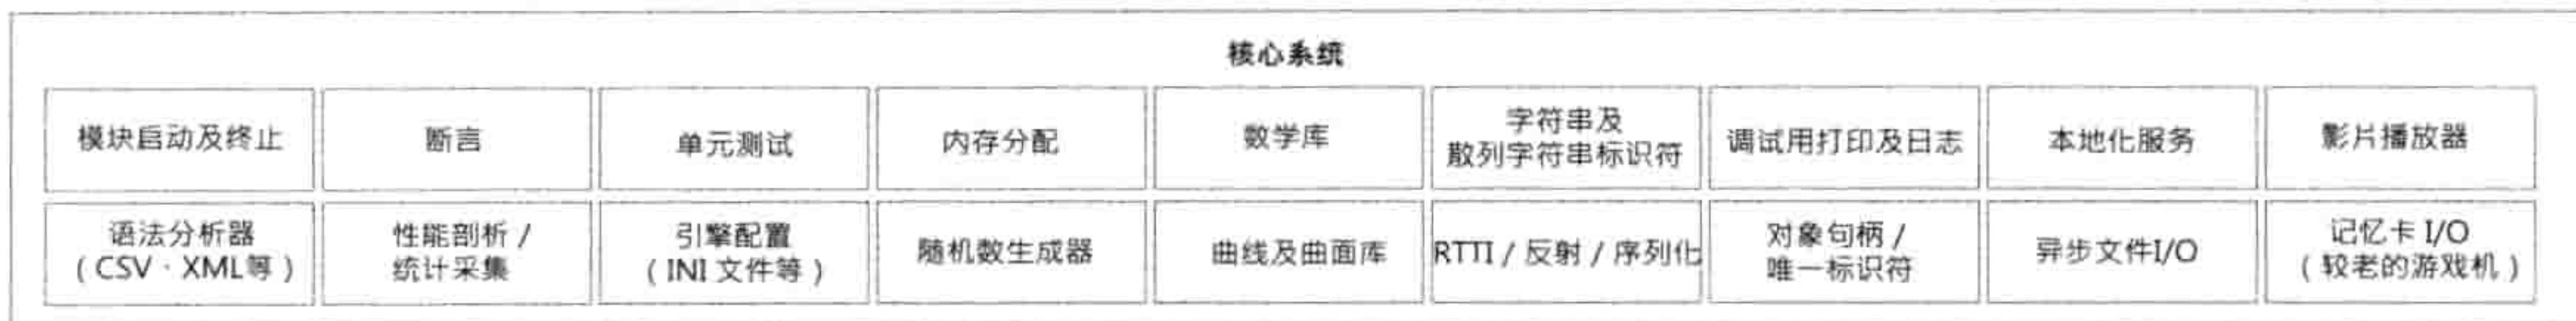 核心系统
模块启动及终止
断言
单元测试
内存分配
数学库
字符串及
散列字符串标识符
调试用打印及日志
本地化服务
影片播放器
语法分析器
（CSV · XML等）
性能剖析 /
统计采集
引擎配置
（INI 文件等）
随机数生成器
曲线及曲面库
RTTI / 反射 / 序列化
对象句柄 /
唯一标识符
异步文件I/O
记忆卡 I/O
（较老的游戏机）